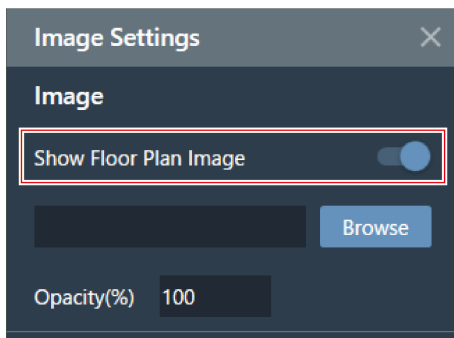 Image Settings
Image
Show Floor Plan Image
Browse
Opacity(%) 100